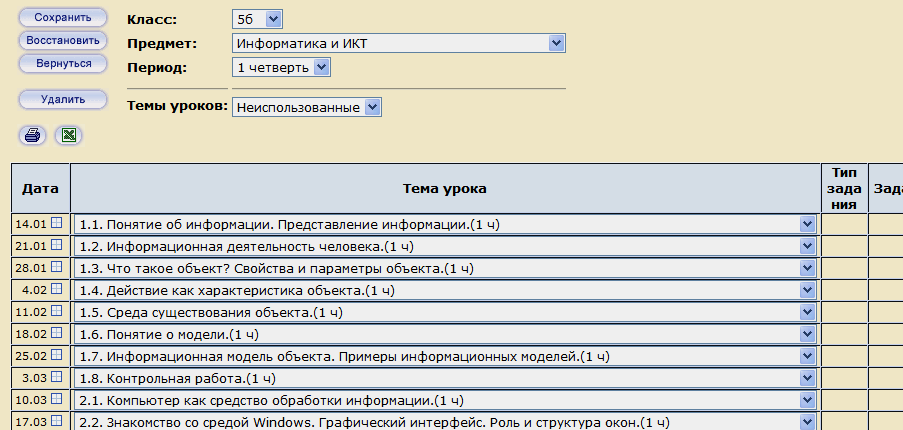 Сохранить
Класс: 5б
Восстановить
Предмет: Информатика и ИКТ
Вернуться
Период: 1 четверть
Удалить
Темы уроков: Неиспользованные
Дата Тема урока Тип зада ния Зада
14.01 1.1. Понятие об информации. Представление информации.(1 ч)
21.01 1.2. Информационная деятельность человека.(1 ч)
28.01 1.3. Что такое объект? Свойства и параметры объекта.(1 ч)
4.02 1.4. Действие как характеристика объекта.(1 ч)
11.02 1.5. Среда существования объекта.(1 ч)
18.02 1.6. Понятие о модели.(1 ч)
25.02 1.7. Информационная модель объекта. Примеры информационных моделей.(1 ч)
3.03 1.8. Контрольная работа.(1 ч)
10.03 2.1. Компьютер как средство обработки информации.(1 ч)
17.03 2.2. Знакомство со средой Windows. Графический интерфейс. Роль и структура окон.(1 ч)